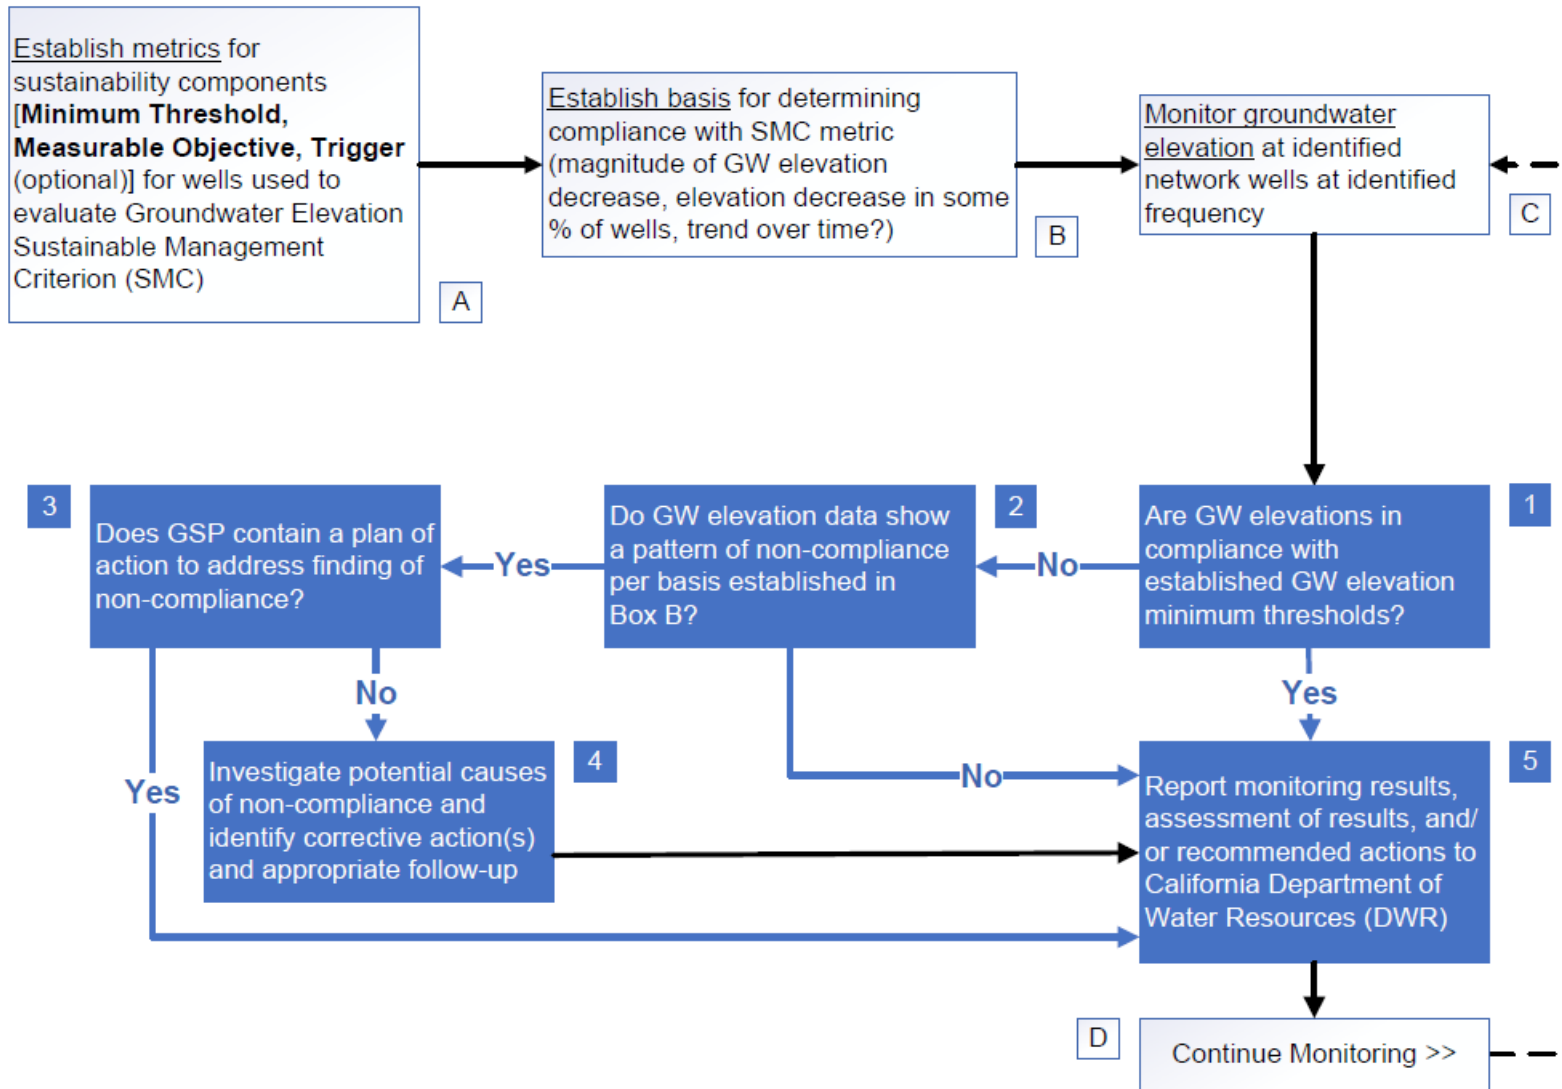 Establish metrics for
sustainability components
[Minimum Threshold,
Measurable Objective, Trigger
(optional)] for wells used to
evaluate Groundwater Elevation
Sustainable Management
Criterion (SMC)
A
Establish basis for determining
compliance with SMC metric
(magnitude of GW elevation
decrease, elevation decrease in some
% of wells, trend over time?)
B
Monitor groundwater
elevation at identified
network wells at identified
frequency
C
1
Are GW elevations in
compliance with
established GW elevation
minimum thresholds?
No
Yes
2
Do GW elevation data show
a pattern of non-compliance
per basis established in
Box B?
Yes
No
3
Does GSP contain a plan of
action to address finding of
non-compliance?
No
Yes
4
Investigate potential causes
of non-compliance and
identify corrective action(s)
and appropriate follow-up
5
Report monitoring results,
assessment of results, and/
or recommended actions to
California Department of
Water Resources (DWR)
D
Continue Monitoring >>